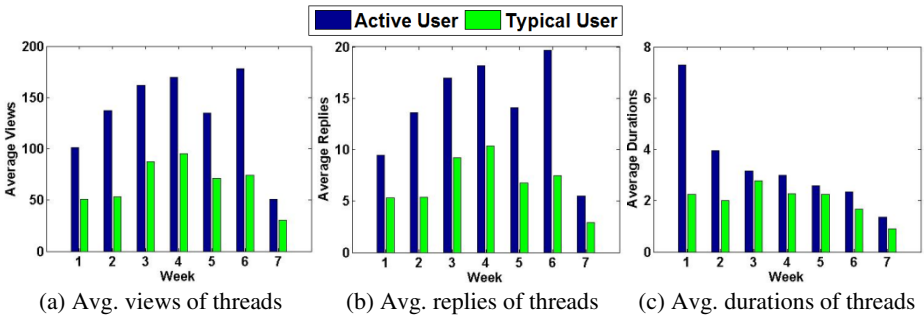 Active User Typical User
200
150
100
50
0
Average Views
1 2 3 4 5 6 7
Week
(a) Avg. views of threads
20
15
10
5
0
Average Replies
1 2 3 4 5 6 7
Week
(b) Avg. replies of threads
8
6
4
2
0
Average Durations
1 2 3 4 5 6 7
Week
(c) Avg. durations of threads